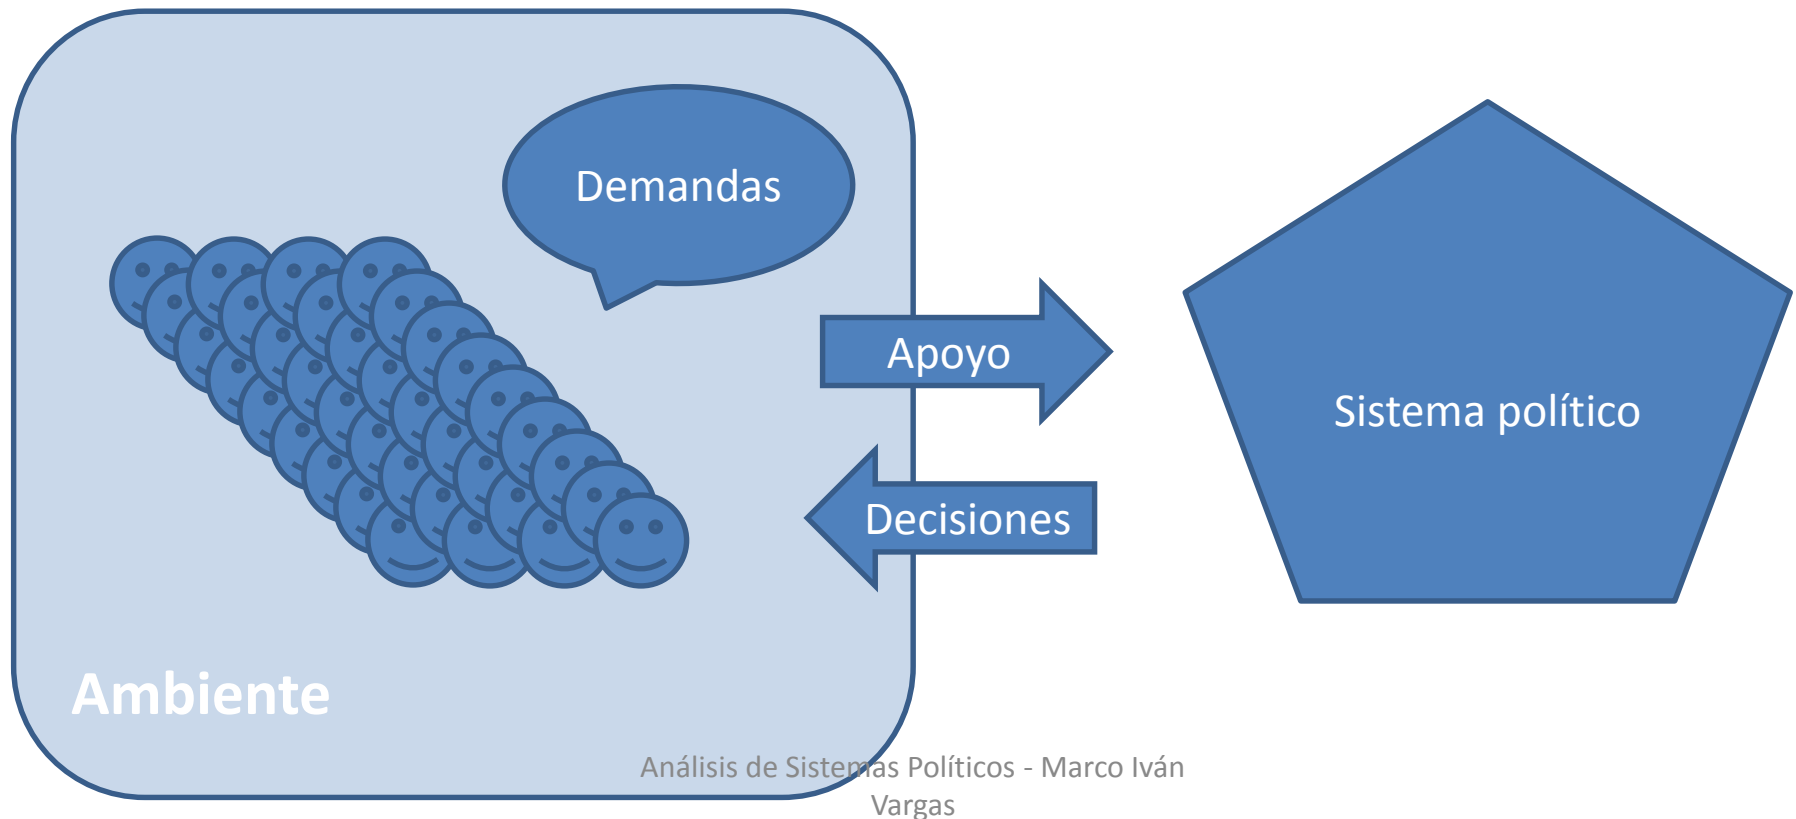 Demandas
Apoyo
Sistema político
Decisiones
Ambiente
Análisis de Sistemas Políticos - Marco Iván
Vargas